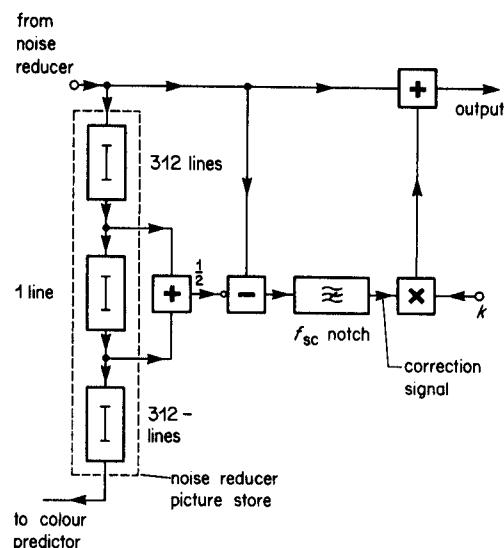 from
noise
reducer
+
output
312 lines
1 line
+
1/2
−
f_sc notch
×
k
correction
signal
312 −
lines
noise reducer
picture store
to colour
predictor